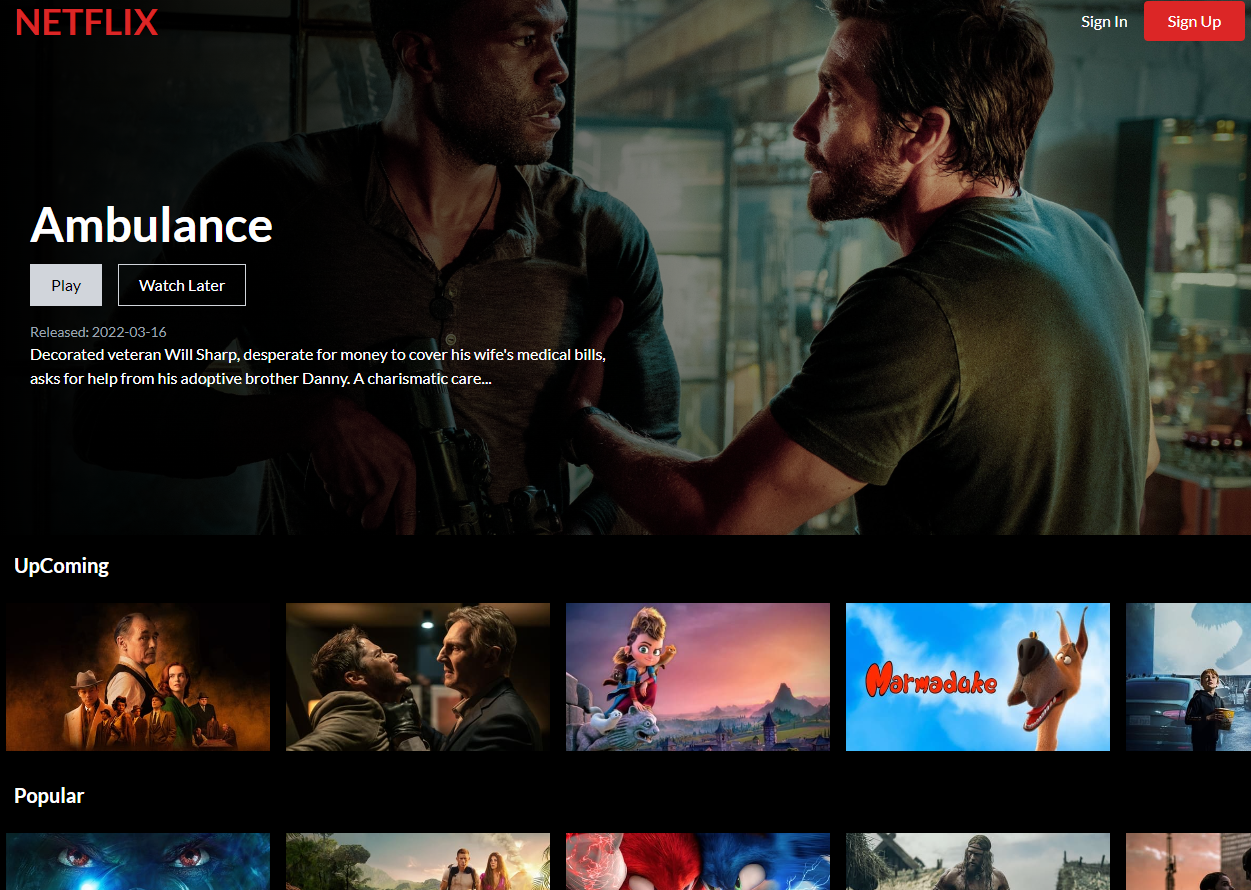 NETFLIX
Sign In
Sign Up
Ambulance
Play
Watch Later
Released: 2022-03-16
Decorated veteran Will Sharp, desperate for money to cover his wife's medical bills,
asks for help from his adoptive brother Danny. A charismatic care...
UpComing
Marmaduke
Popular